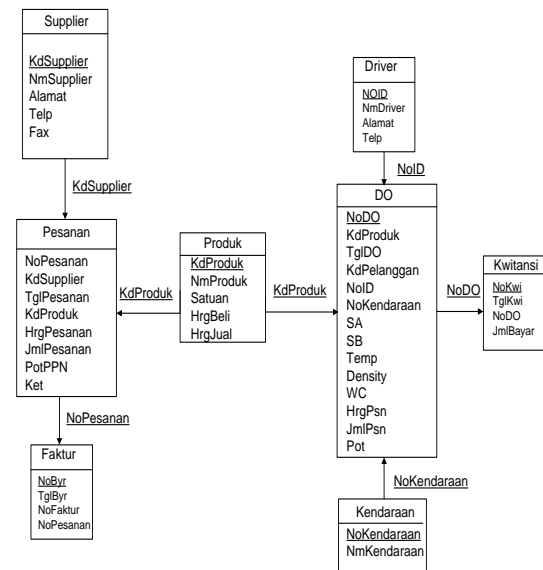 Supplier
KdSupplier
NmSupplier
Alamat
Telp
Fax
KdSupplier
Driver
NOID
NmDriver
Alamat
Telp
NoID
Pesanan
NoPesanan
KdSupplier
TglPesanan
KdProduk
HrgPesanan
JmlPesanan
PotPPN
Ket
KdProduk
Produk
KdProduk
NmProduk
Satuan
HrgBeli
HrgJual
KdProduk
DO
NoDO
KdProduk
TglDO
KdPelanggan
NoID
NoKendaraan
SA
SB
Temp
Density
WC
HrgPsn
JmlPsn
Pot
NoDO
Kwitansi
NoKwi
TglKwi
NoDO
JmlBayar
NoPesanan
Faktur
NoByr
TglByr
NoFaktur
NoPesanan
NoKendaraan
Kendaraan
NoKendaraan
NmKendaraan